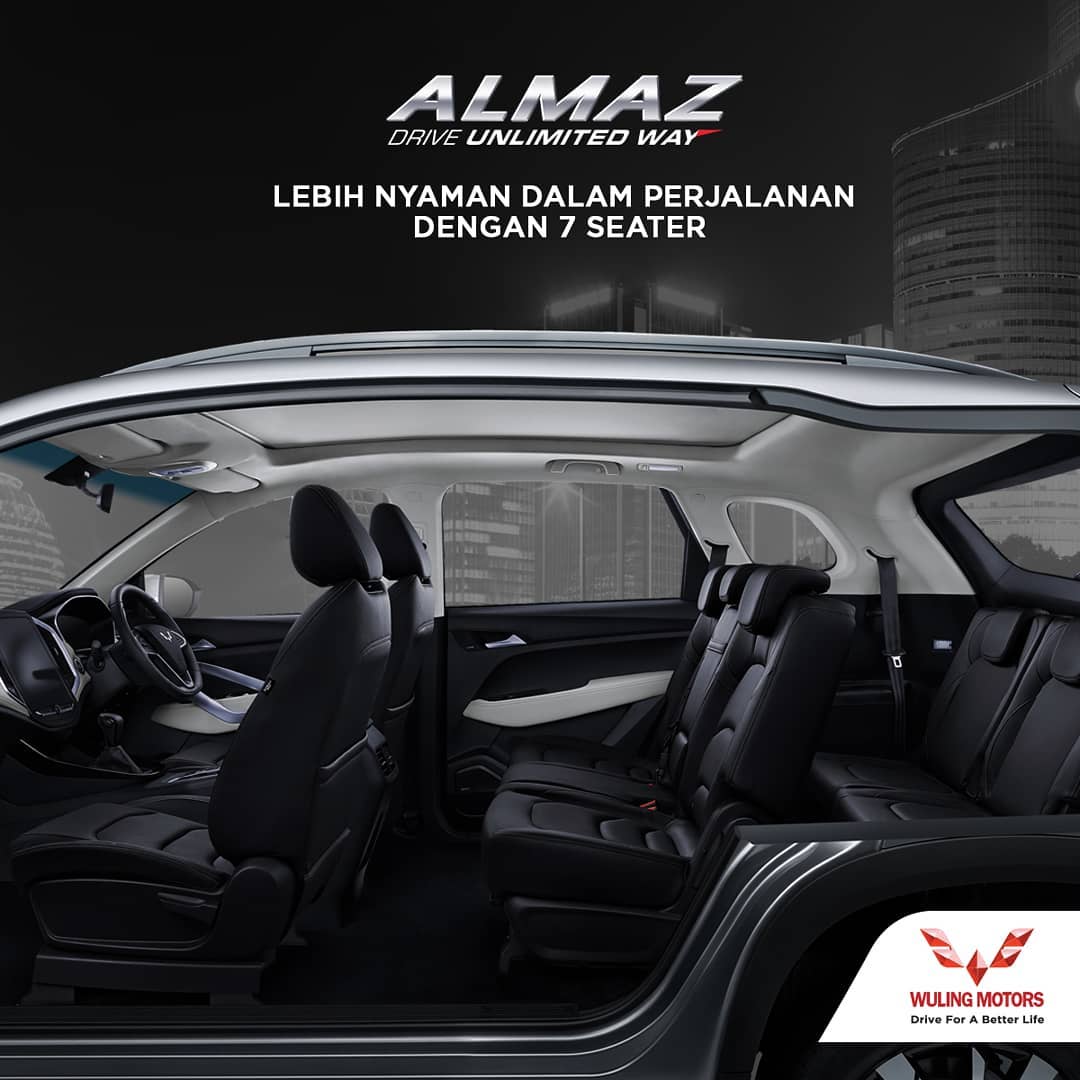 ALMAZ
DRIVE UNLIMITED WAY
LEBIH NYAMAN DALAM PERJALANAN
DENGAN 7 SEATER
WULING MOTORS
Drive For A Better Life